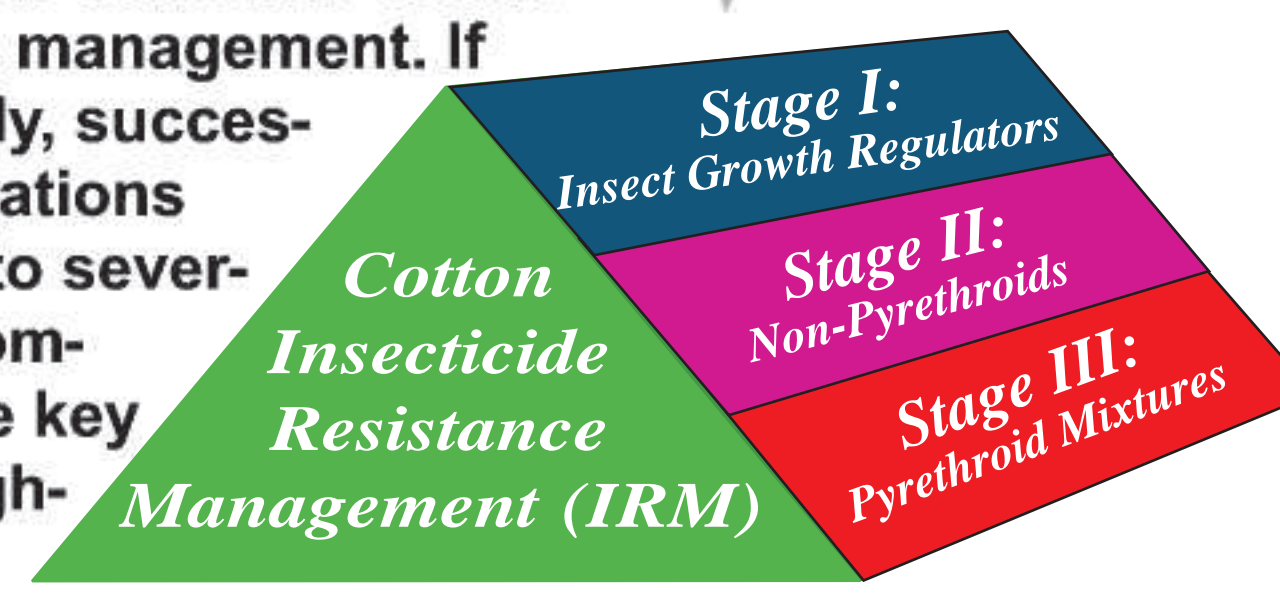 management. If
ly, succes-
ations
to sever-
om-
e key
gh-
Cotton
Insecticide
Resistance
Management (IRM)
Stage I:
Insect Growth Regulators
Stage II:
Non-Pyrethroids
Stage III:
Pyrethroid Mixtures